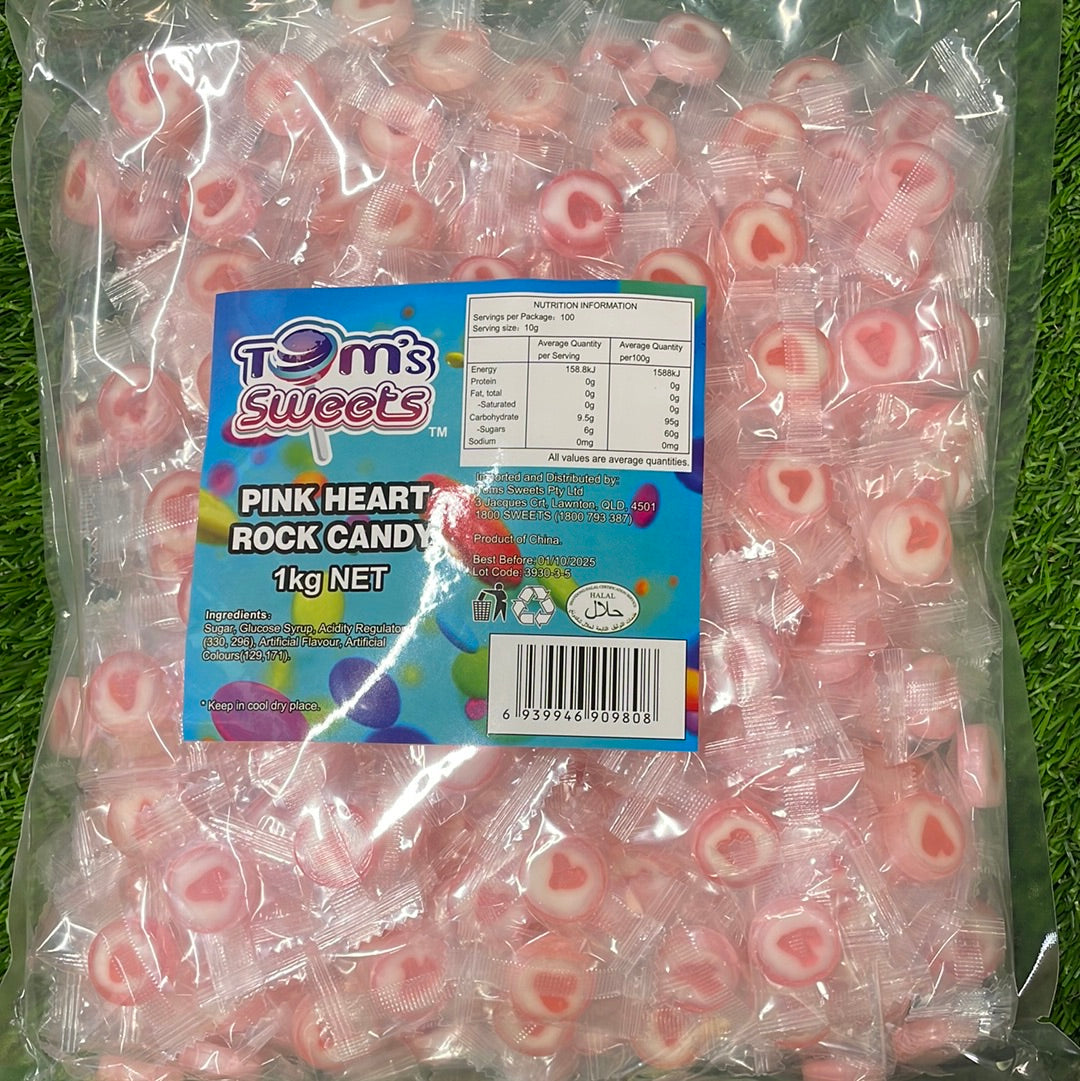 Tom's
Sweets
TM
PINK HEART
ROCK CANDY
1kg NET
Ingredients:
Sugar, Glucose Syrup, Acidity Regulator
(330, 296), Artificial Flavour, Artificial
Colours(129,171).
*Keep in cool dry place.
NUTRITION INFORMATION
Servings per Package: 100
Serving size: 10g
Average Quantity per Serving Average Quantity per100g
Energy 158.8kJ 1588kJ
Protein 0g 0g
Fat, total 0g 0g
-Saturated 0g 0g
Carbohydrate 9.5g 95g
-Sugars 6g 60g
Sodium 0mg 0mg
All values are average quantities.
Imported and Distributed by:
Toms Sweets Pty Ltd
3 Jacques Crt, Lawnton, QLD, 4501
1800 SWEETS (1800 793 387)
Product of China.
Best Before: 01/10/2025
Lot Code: 3930-3-5
HALAL
حلال
6 939946 909808